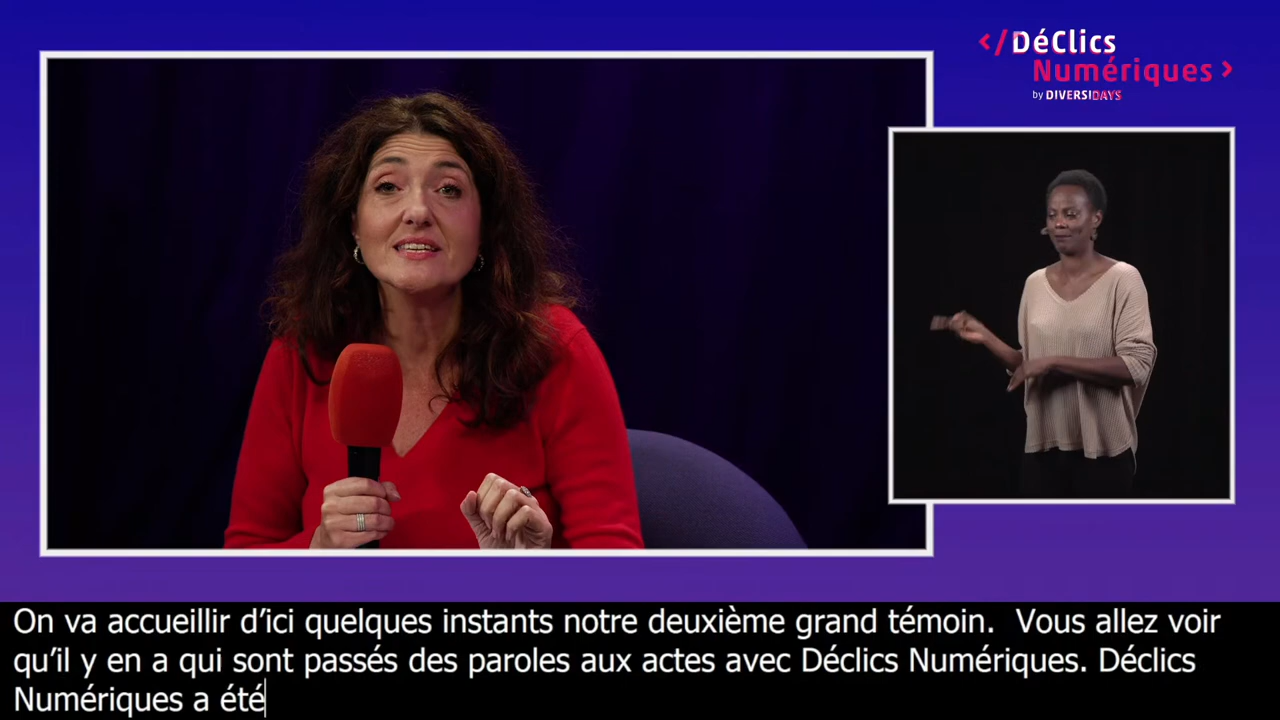 </DéClics
Numériques>
by DIVERSIDAYS
On va accueillir d’ici quelques instants notre deuxième grand témoin.  Vous allez voir
qu’il y en a qui sont passés des paroles aux actes avec Déclics Numériques. Déclics
Numériques a été